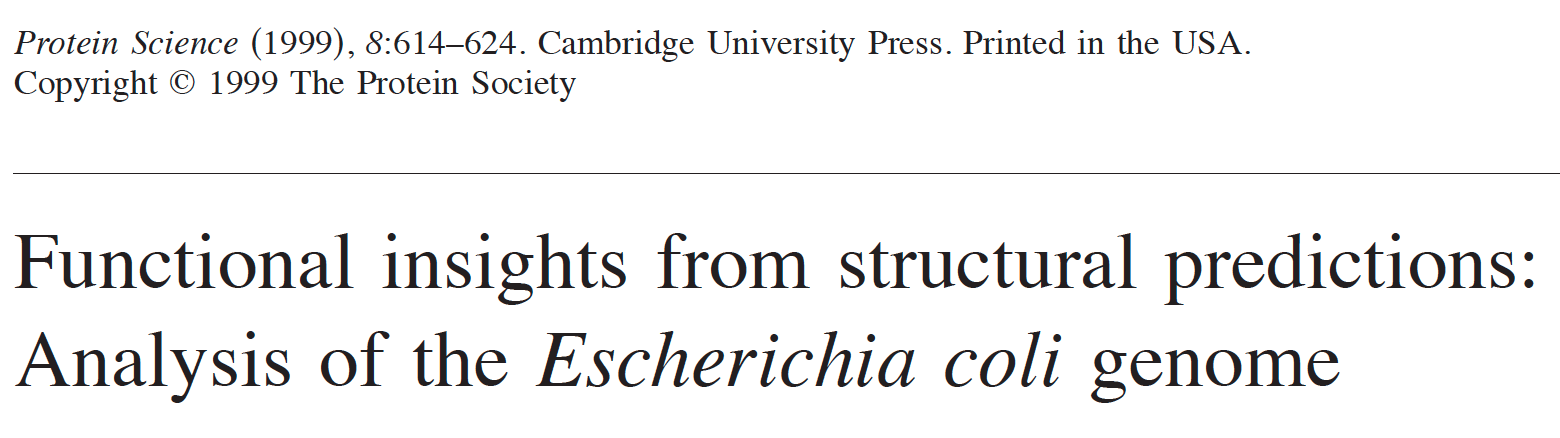 Protein Science (1999), 8:614–624. Cambridge University Press. Printed in the USA.
Copyright © 1999 The Protein Society
Functional insights from structural predictions:
Analysis of the Escherichia coli genome